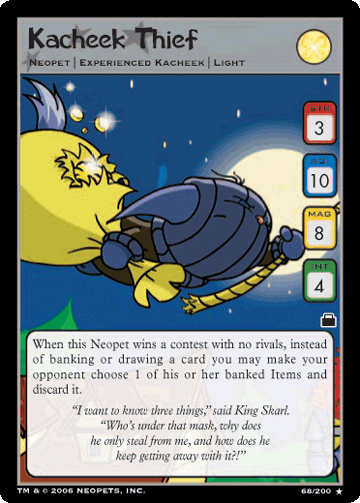 Kacheek Thief
Neopet | Experienced Kacheek | Light
STR
3
AGI
10
MAG
8
INT
4
When this Neopet wins a contest with no rivals, instead
of banking or drawing a card you may make your
opponent choose 1 of his or her banked Items and
discard it.
“I want to know three things,” said King Skarl.
“Who's under that mask, why does
he only steal from me, and how does he
keep getting away with it?!”
TM & © 2006 NEOPETS, INC.
68/200 ★